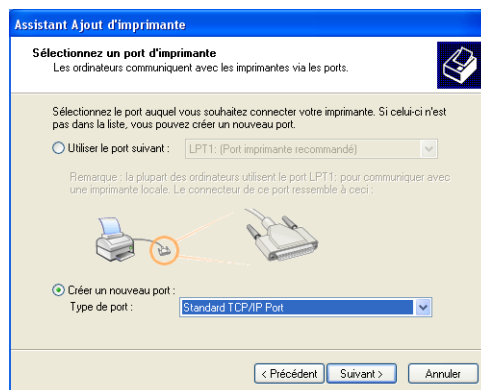 Assistant Ajout d'imprimante
Sélectionnez un port d'imprimante
Les ordinateurs communiquent avec les imprimantes via les ports.
Sélectionnez le port auquel vous souhaitez connecter votre imprimante. Si celui-ci n'est
pas dans la liste, vous pouvez créer un nouveau port.
Utiliser le port suivant : LPT1: (Port imprimante recommandé)
Remarque : la plupart des ordinateurs utilisent le port LPT1: pour communiquer avec
une imprimante locale. Le connecteur de ce port ressemble à ceci :
Créer un nouveau port :
Type de port : Standard TCP/IP Port
< Précédent Suivant > Annuler